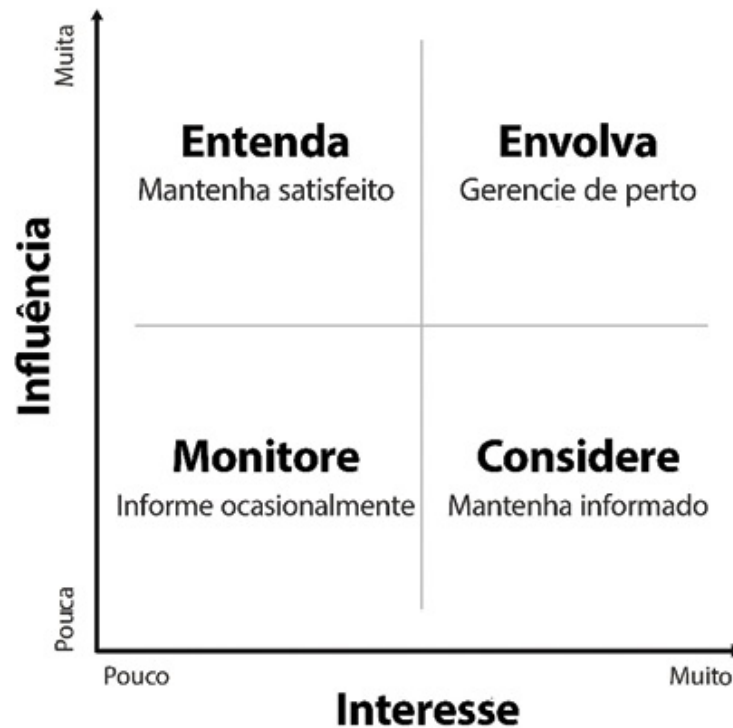 Muita
Entenda
Mantenha satisfeito
Envolva
Gerencie de perto
Influência
Monitore
Informe ocasionalmente
Considere
Mantenha informado
Pouca
Pouco
Muito
Interesse